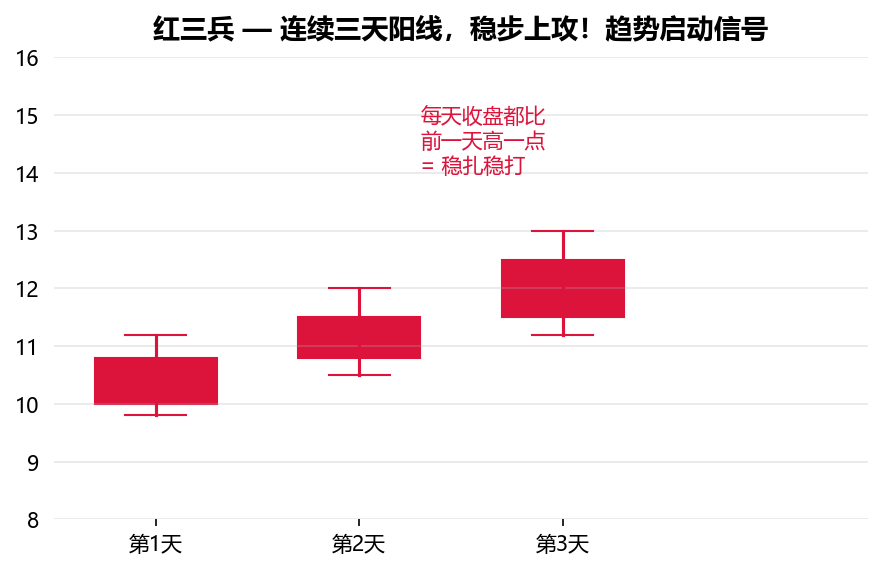 红三兵 — 连续三天阳线，稳步上攻！趋势启动信号
16
15
14
13
12
11
10
9
8
每天收盘都比
前一天高一点
= 稳扎稳打
第1天
第2天
第3天